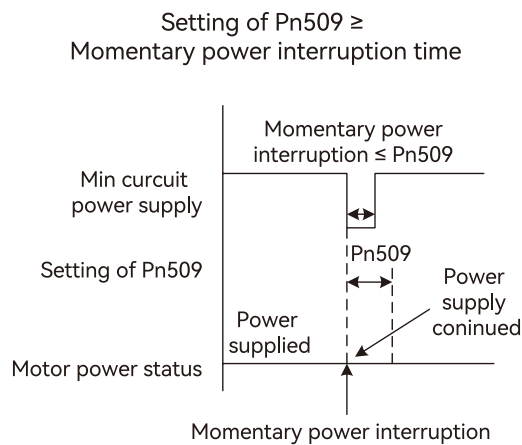 Setting of Pn509 ≥
Momentary power interruption time
Momentary power
interruption ≤ Pn509
Min curcuit
power supply
Pn509
Setting of Pn509
Power
supply
coninued
Power
supplied
Motor power status
Momentary power interruption